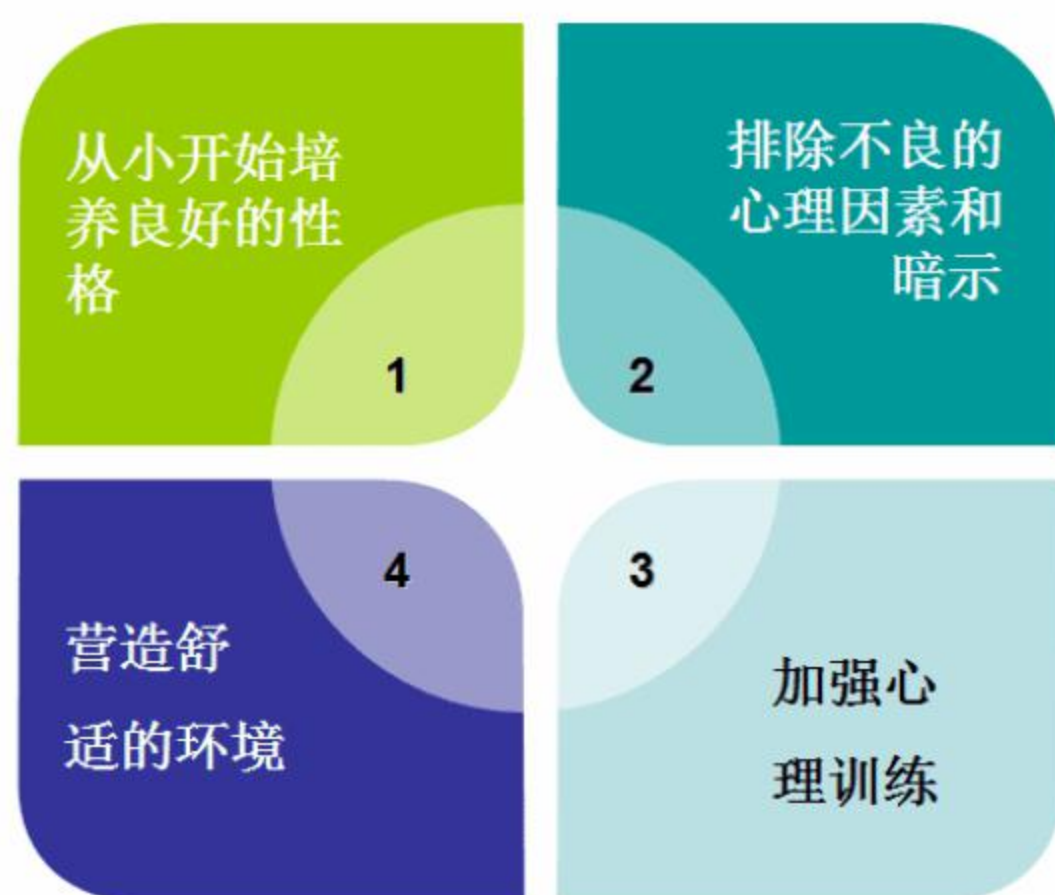 从小开始培
养良好的性
格
1
排除不良的
心理因素和
暗示
2
营造舒
适的环境
4
加强心
理训练
3